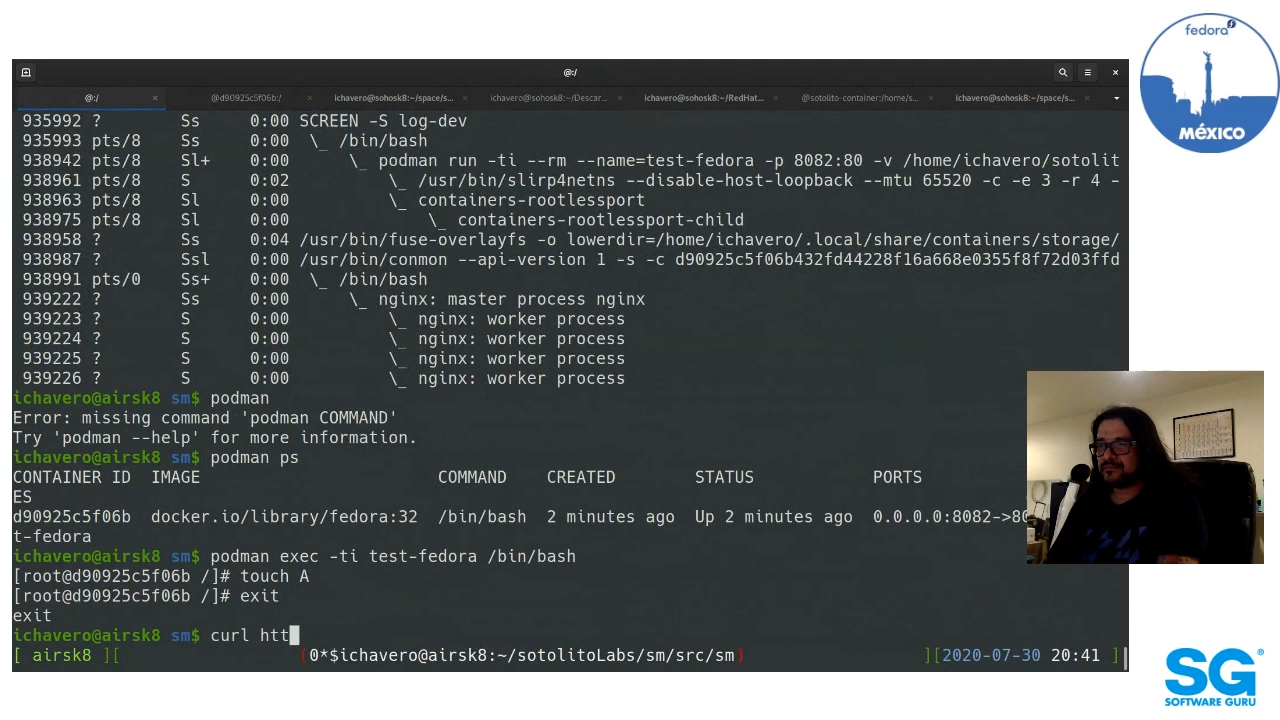 fedora
MÉXICO
@:/
@:/
@d90925c5f06b:/
ichavero@sohosk8:~/space/s...
ichavero@sohosk8:~/Descar...
ichavero@sohosk8:~/RedHat...
@sotolito-container:/home/s...
ichavero@sohosk8:~/space/s...
935992 ? Ss 0:00 SCREEN -S log-dev
935993 pts/8 Ss 0:00 \_ /bin/bash
938942 pts/8 Sl+ 0:00 \_ podman run -ti --rm --name=test-fedora -p 8082:80 -v /home/ichavero/sotolit
938961 pts/8 S 0:02 \_ /usr/bin/slirp4netns --disable-host-loopback --mtu 65520 -c -e 3 -r 4 -
938963 pts/8 Sl 0:00 \_ containers-rootlessport
938975 pts/8 Sl 0:00 \_ containers-rootlessport-child
938958 ? Ss 0:04 /usr/bin/fuse-overlayfs -o lowerdir=/home/ichavero/.local/share/containers/storage/
938987 ? Ssl 0:00 /usr/bin/conmon --api-version 1 -s -c d90925c5f06b432fd44228f16a668e0355f8f72d03ffd
938991 pts/0 Ss+ 0:00 \_ /bin/bash
939222 ? Ss 0:00 \_ nginx: master process nginx
939223 ? S 0:00 \_ nginx: worker process
939224 ? S 0:00 \_ nginx: worker process
939225 ? S 0:00 \_ nginx: worker process
939226 ? S 0:00 \_ nginx: worker process
ichavero@airsk8 sm$ podman
Error: missing command 'podman COMMAND'
Try 'podman --help' for more information.
ichavero@airsk8 sm$ podman ps
CONTAINER ID IMAGE COMMAND CREATED STATUS PORTS
ES
d90925c5f06b docker.io/library/fedora:32 /bin/bash 2 minutes ago Up 2 minutes ago 0.0.0.0:8082->80
t-fedora
ichavero@airsk8 sm$ podman exec -ti test-fedora /bin/bash
[root@d90925c5f06b /]# touch A
[root@d90925c5f06b /]# exit
exit
ichavero@airsk8 sm$ curl htt
[ airsk8 ][ (0*$ichavero@airsk8:~/sotolitoLabs/sm/src/sm) ][2020-07-30 20:41 ]
SG
SOFTWARE GURU